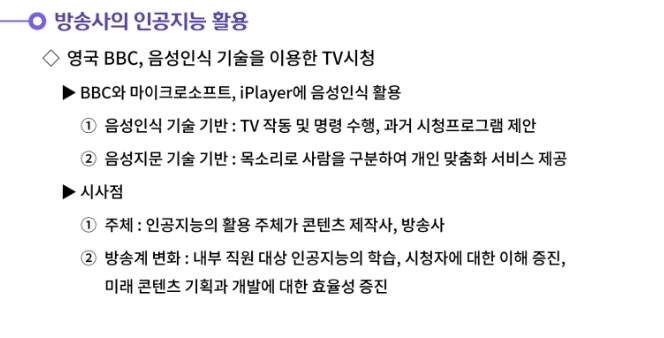 방송사의 인공지능 활용
◇ 영국 BBC, 음성인식 기술을 이용한 TV시청
▶ BBC와 마이크로소프트, iPlayer에 음성인식 활용
① 음성인식 기술 기반 : TV 작동 및 명령 수행, 과거 시청프로그램 제안
② 음성지문 기술 기반 : 목소리로 사람을 구분하여 개인 맞춤화 서비스 제공
▶ 시사점
① 주체 : 인공지능의 활용 주체가 콘텐츠 제작사, 방송사
② 방송계 변화 : 내부 직원 대상 인공지능의 학습, 시청자에 대한 이해 증진,
미래 콘텐츠 기획과 개발에 대한 효율성 증진